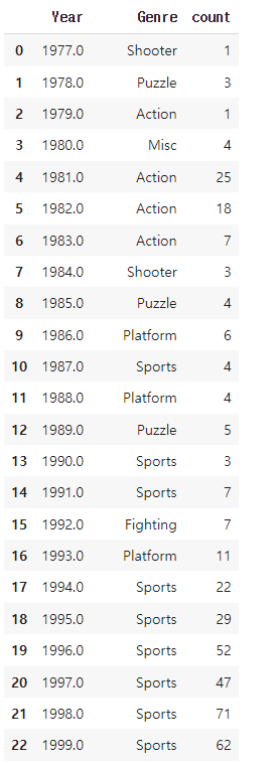 Year Genre count
0 1977.0 Shooter 1
1 1978.0 Puzzle 3
2 1979.0 Action 1
3 1980.0 Misc 4
4 1981.0 Action 25
5 1982.0 Action 18
6 1983.0 Action 7
7 1984.0 Shooter 3
8 1985.0 Puzzle 4
9 1986.0 Platform 6
10 1987.0 Sports 4
11 1988.0 Platform 4
12 1989.0 Puzzle 5
13 1990.0 Sports 3
14 1991.0 Sports 7
15 1992.0 Fighting 7
16 1993.0 Platform 11
17 1994.0 Sports 22
18 1995.0 Sports 29
19 1996.0 Sports 52
20 1997.0 Sports 47
21 1998.0 Sports 71
22 1999.0 Sports 62